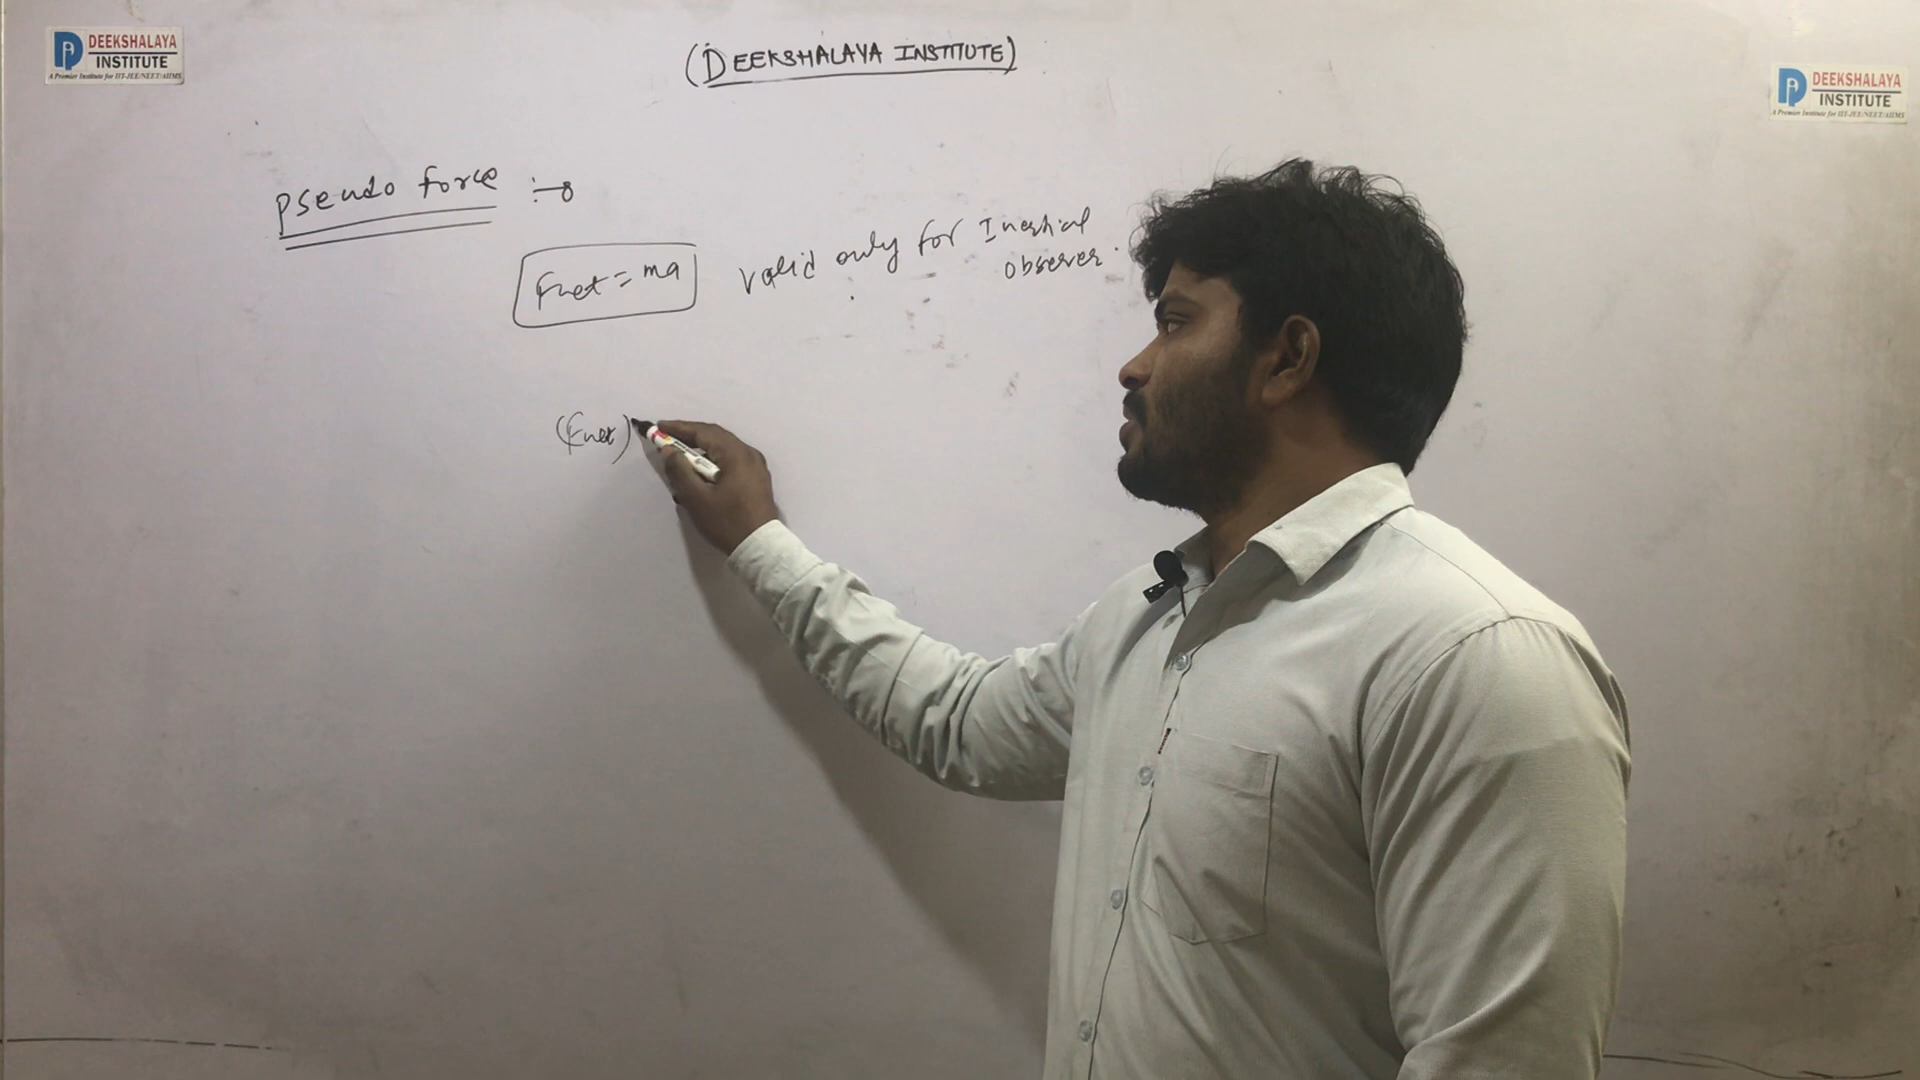 DEEKSHALAYA
INSTITUTE
A Premier Institute for IIT-JEE/NEET/AIIMS
(DEEKSHALAYA INSTITUTE)
DEEKSHALAYA
INSTITUTE
A Premier Institute for IIT-JEE/NEET/AIIMS
Pseudo force :-
Fnet = ma valid only for Inertial
observer.
(Fnet)